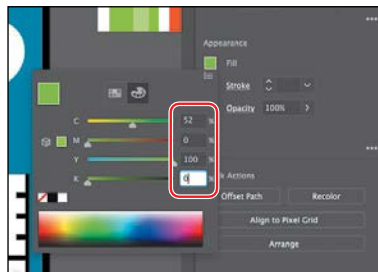 Appearance
Fill
Stroke
Opacity 100%
C 52 %
M 0 %
Y 100 %
K 0 %
k Actions
Offset Path Recolor
Align to Pixel Grid
Arrange